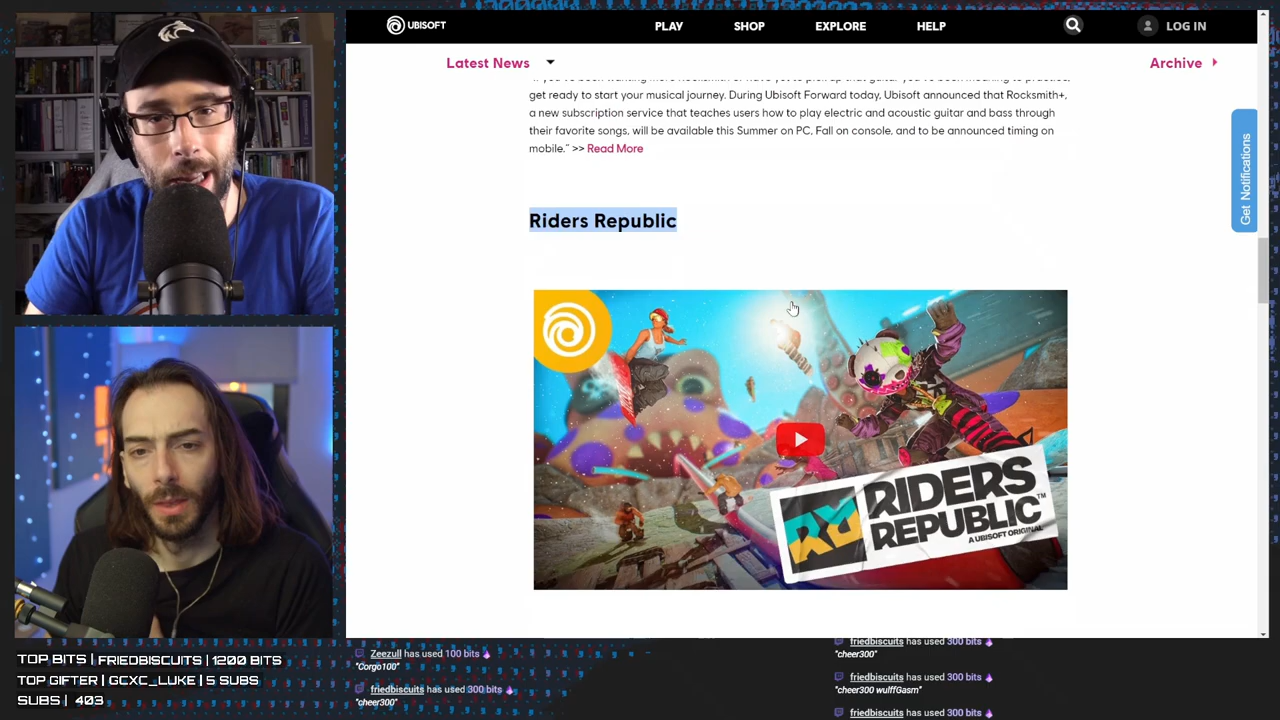 UBISOFT
PLAY
SHOP
EXPLORE
HELP
LOG IN
Latest News
Archive
get ready to start your musical journey. During Ubisoft Forward today, Ubisoft announced that Rocksmith+,
a new subscription service that teaches users how to play electric and acoustic guitar and bass through
their favorite songs, will be available this Summer on PC, Fall on console, and to be announced timing on
mobile." >> Read More
Get Notifications
Riders Republic
RIDERS
REPUBLIC™
A UBISOFT ORIGINAL
TOP BITS | FRIEDBISCUITS | 1200 BITS
TOP GIFTER | GCXC_LUKE | 5 SUBS
SUBS | 403
Zeezull has used 100 bits
"Corgo100"
friedbiscuits has used 300 bits
"cheer300"
friedbiscuits has used 300 bits
"cheer300"
friedbiscuits has used 300 bits
"cheer300 wulffGasm"
friedbiscuits has used 300 bits